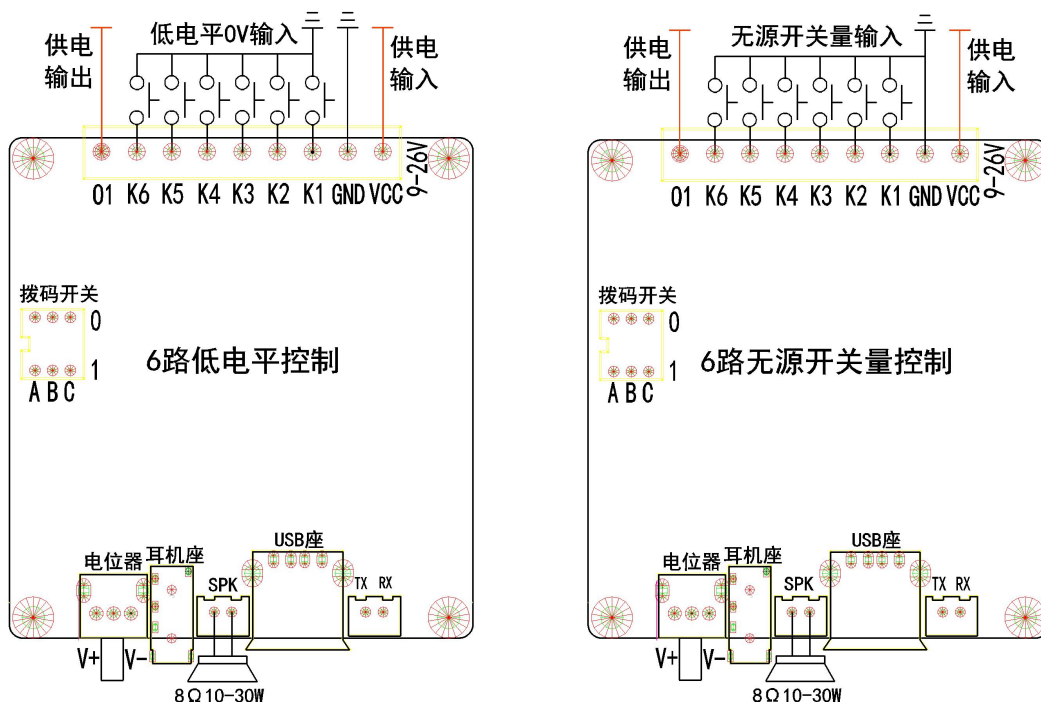 供电
输出
低电平0V输入
供电
输入
O1 K6 K5 K4 K3 K2 K1 GND VCC
9-26V
拨码开关
0
1
A B C
6路低电平控制
电位器
耳机座
SPK
USB座
TX RX
V+ V-
8Ω10-30W
供电
输出
无源开关量输入
供电
输入
O1 K6 K5 K4 K3 K2 K1 GND VCC
9-26V
拨码开关
0
1
A B C
6路无源开关量控制
电位器
耳机座
SPK
USB座
TX RX
V+ V-
8Ω10-30W